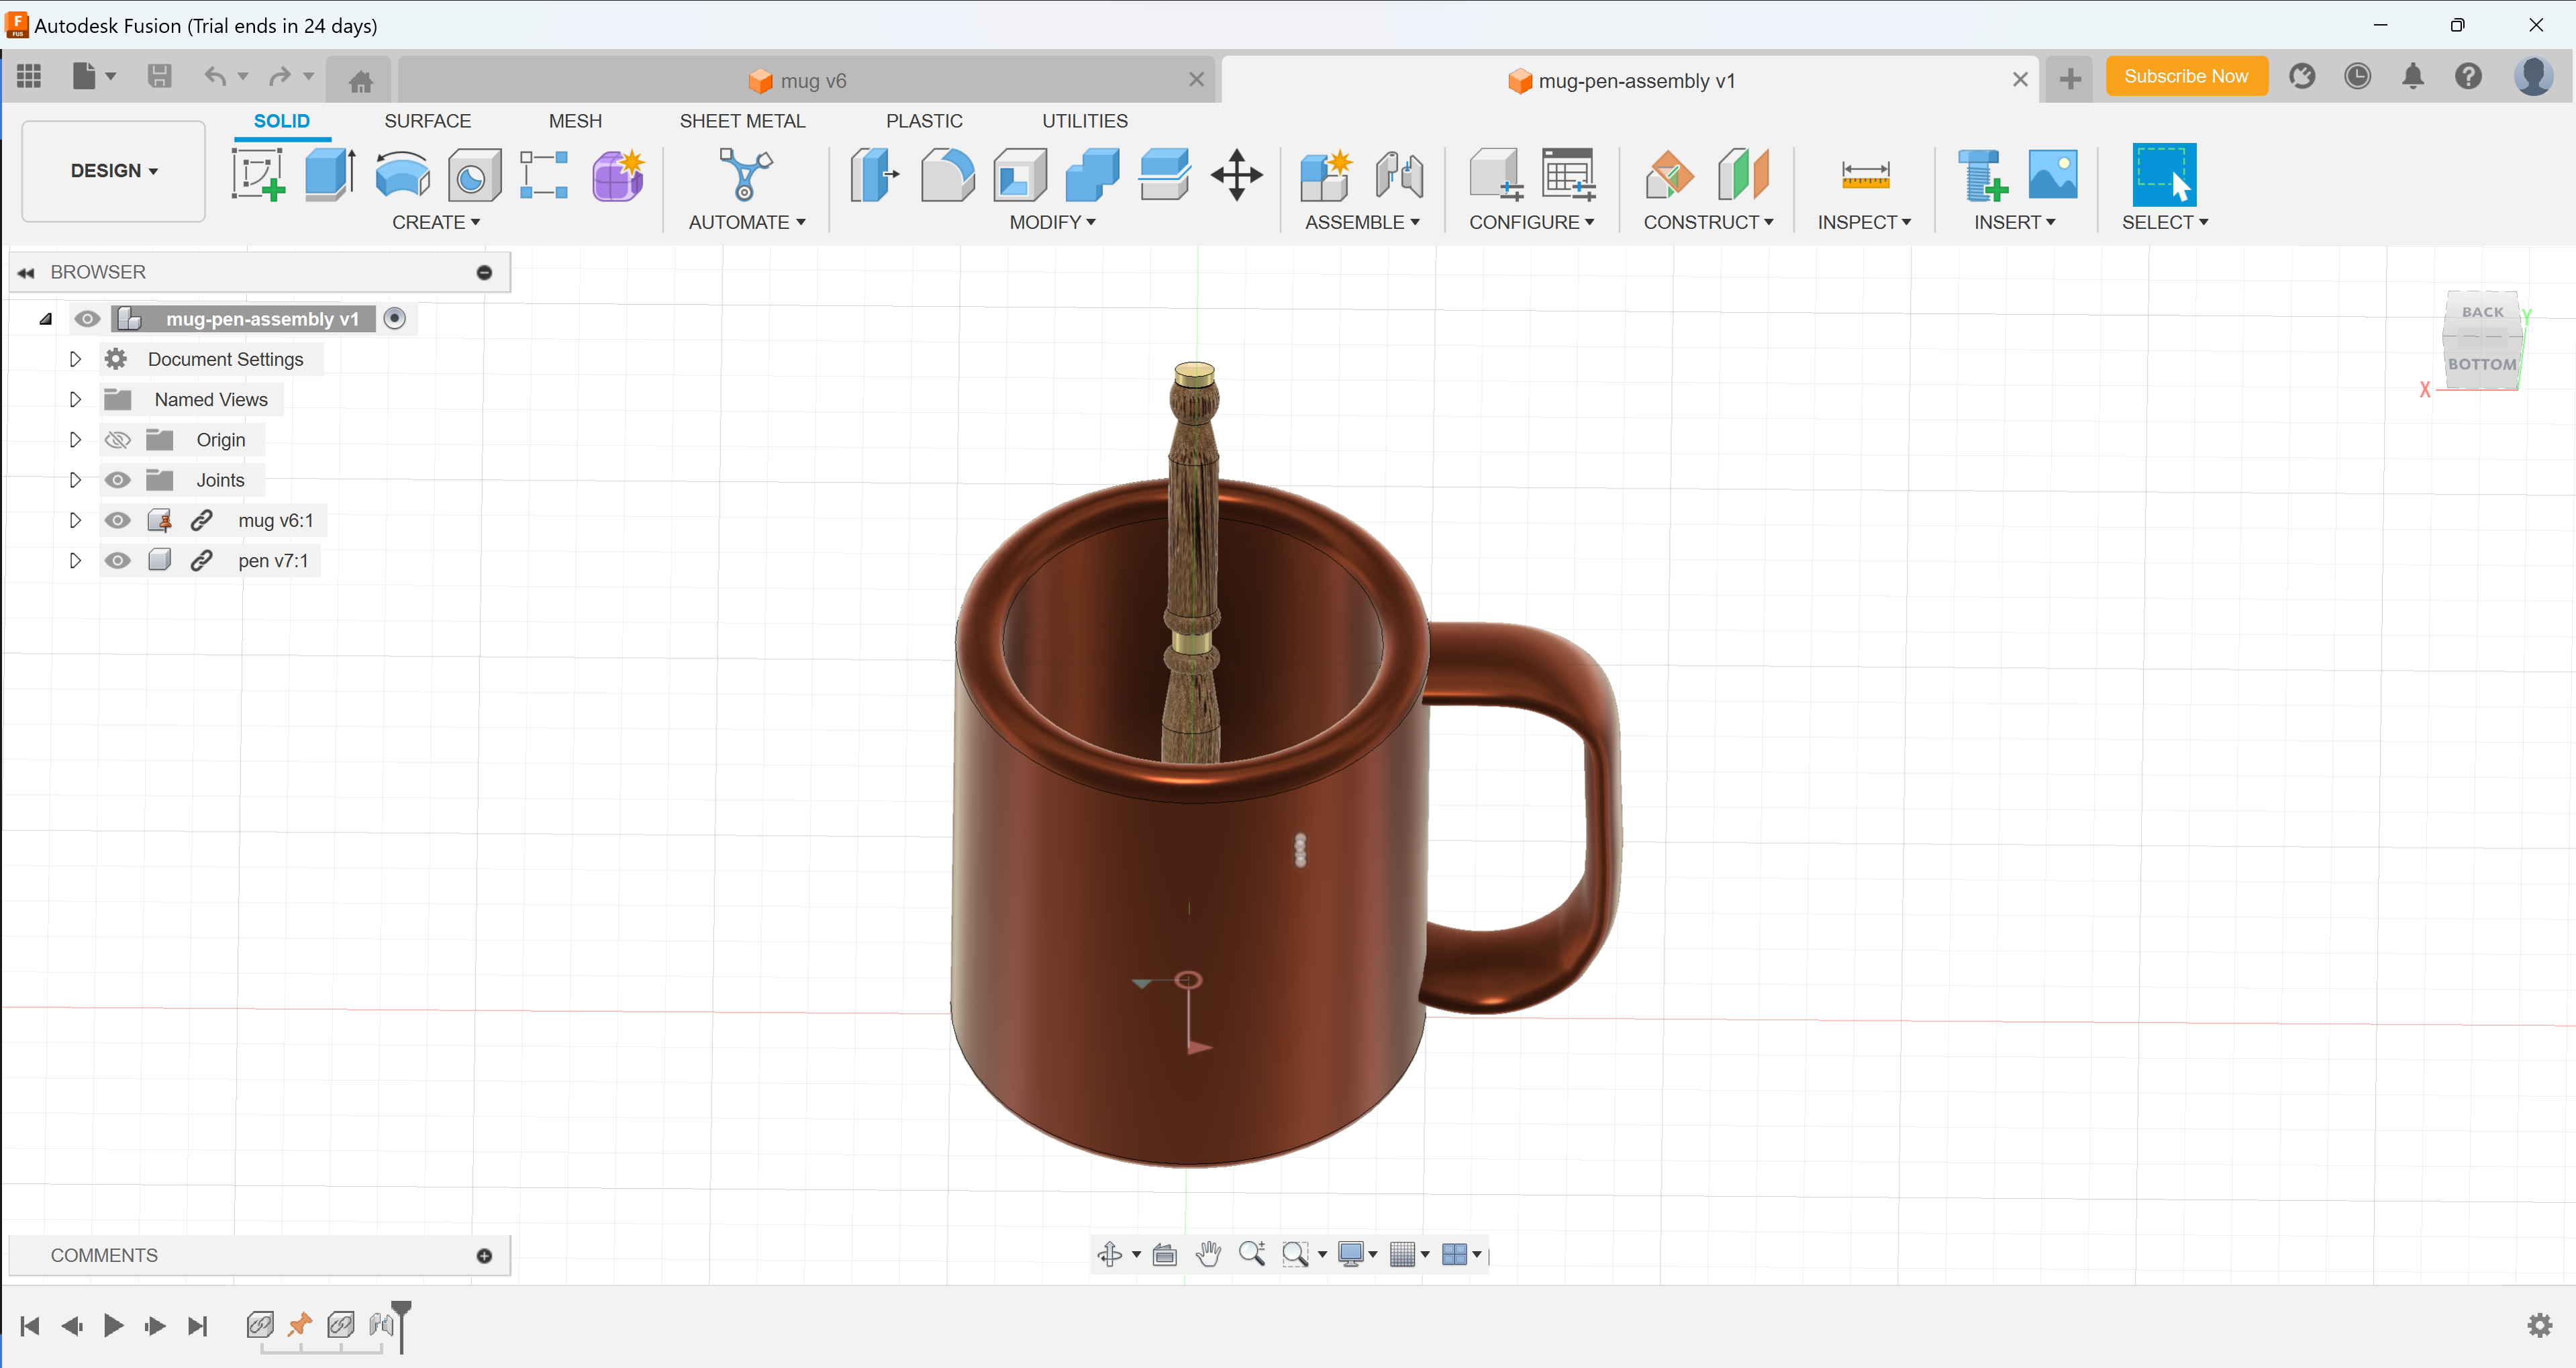 Autodesk Fusion (Trial ends in 24 days)
mug v6
mug-pen-assembly v1
Subscribe Now
SOLID SURFACE MESH SHEET METAL PLASTIC UTILITIES
DESIGN
CREATE AUTOMATE MODIFY ASSEMBLE CONFIGURE CONSTRUCT INSPECT INSERT SELECT
BROWSER
mug-pen-assembly v1
Document Settings
Named Views
Origin
Joints
mug v6:1
pen v7:1
BACK
Y
BOTTOM
X
COMMENTS